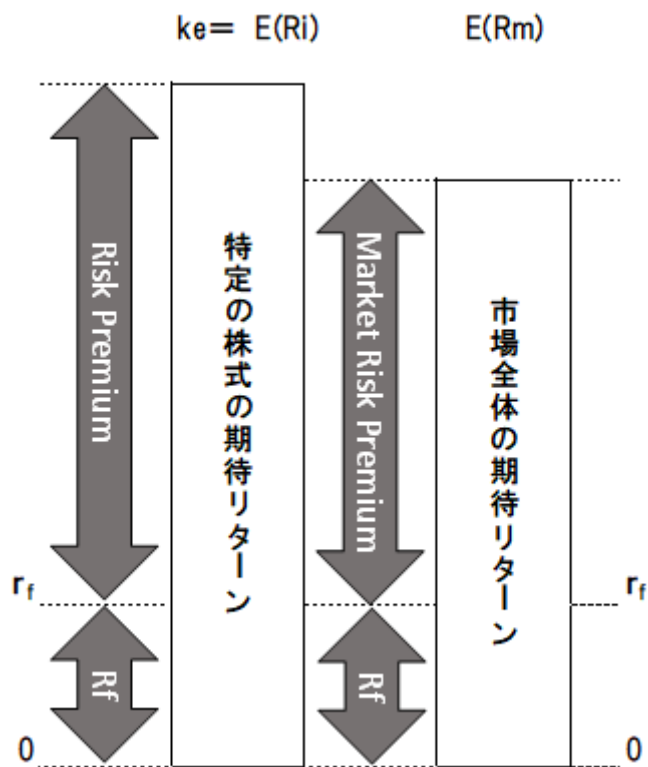 ke＝ E(Ri)
E(Rm)
Risk Premium
特定の株式の期待リターン
Market Risk Premium
市場全体の期待リターン
rf
rf
Rf
Rf
0
0